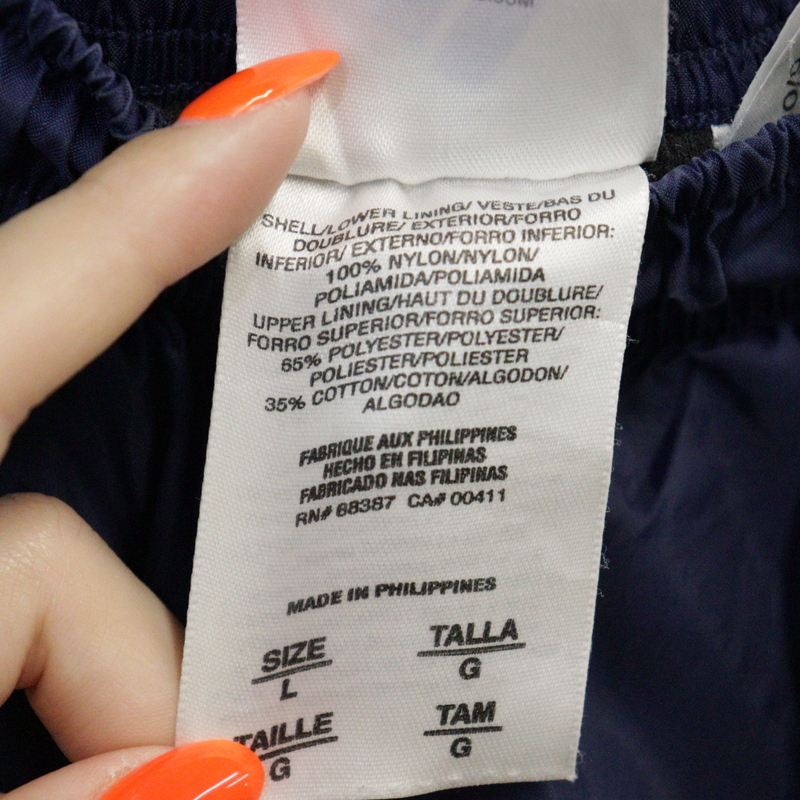 SHELL/LOWER LINING/ VESTE/BAS DU
DOUBLURE/ EXTERIOR/FORRO
INFERIOR/ EXTERNO/FORRO INFERIOR:
100% NYLON/NYLON/
POLIAMIDA/POLIAMIDA
UPPER LINING/HAUT DU DOUBLURE/
FORRO SUPERIOR/FORRO SUPERIOR:
65% POLYESTER/POLYESTER/
POLIESTER/POLIESTER
35% COTTON/COTON/ALGODON/
ALGODAO
FABRIQUE AUX PHILIPPINES
HECHO EN FILIPINAS
FABRICADO NAS FILIPINAS
RN# 68387 CA# 00411
MADE IN PHILIPPINES
SIZE TALLA
L G
TAILLE TAM
G G